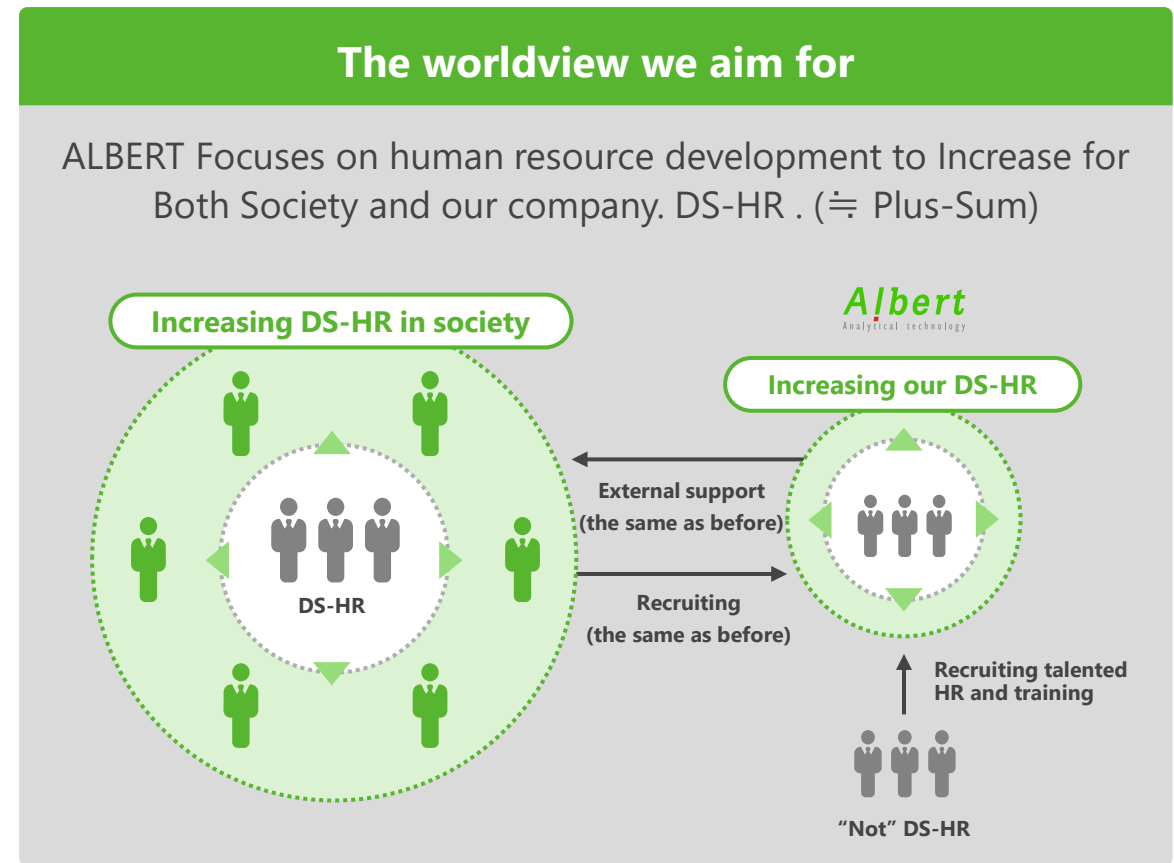 The worldview we aim for
ALBERT Focuses on human resource development to Increase for
Both Society and our company. DS-HR . (≒ Plus-Sum)
Albert
Analytical technology
Increasing DS-HR in society
Increasing our DS-HR
External support
(the same as before)
DS-HR
Recruiting
(the same as before)
Recruiting talented
HR and training
“Not” DS-HR